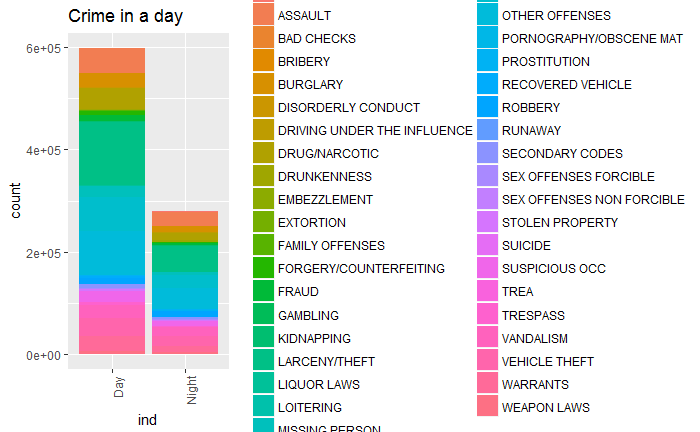 Crime in a day
6e+05
4e+05
2e+05
0e+00
count
Day
Night
ind
ASSAULT
BAD CHECKS
BRIBERY
BURGLARY
DISORDERLY CONDUCT
DRIVING UNDER THE INFLUENCE
DRUG/NARCOTIC
DRUNKENNESS
EMBEZZLEMENT
EXTORTION
FAMILY OFFENSES
FORGERY/COUNTERFEITING
FRAUD
GAMBLING
KIDNAPPING
LARCENY/THEFT
LIQUOR LAWS
LOITERING
MISSING PERSON
OTHER OFFENSES
PORNOGRAPHY/OBSCENE MAT
PROSTITUTION
RECOVERED VEHICLE
ROBBERY
RUNAWAY
SECONDARY CODES
SEX OFFENSES FORCIBLE
SEX OFFENSES NON FORCIBLE
STOLEN PROPERTY
SUICIDE
SUSPICIOUS OCC
TREA
TRESPASS
VANDALISM
VEHICLE THEFT
WARRANTS
WEAPON LAWS